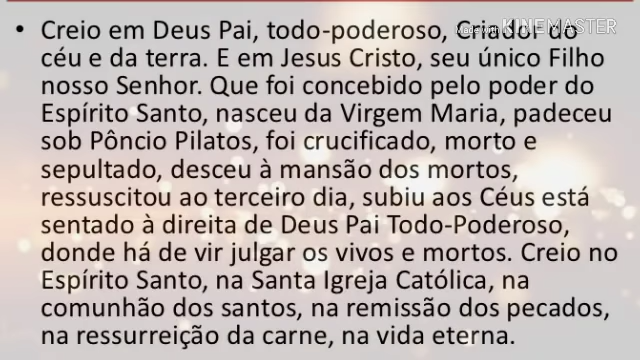 • Creio em Deus Pai, todo-poderoso, Criador do
Made with KINEMASTER
céu e da terra. E em Jesus Cristo, seu único Filho
nosso Senhor. Que foi concebido pelo poder do
Espírito Santo, nasceu da Virgem Maria, padeceu
sob Pôncio Pilatos, foi crucificado, morto e
sepultado, desceu à mansão dos mortos,
ressuscitou ao terceiro dia, subiu aos Céus está
sentado à direita de Deus Pai Todo-Poderoso,
donde há de vir julgar os vivos e mortos. Creio no
Espírito Santo, na Santa Igreja Católica, na
comunhão dos santos, na remissão dos pecados,
na ressurreição da carne, na vida eterna.